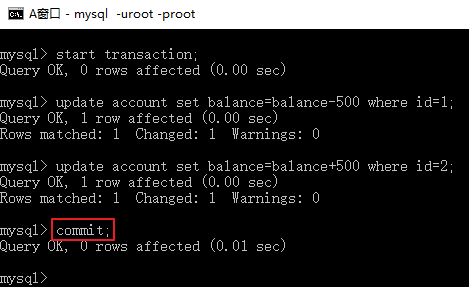 A窗口 - mysql  -uroot -proot
mysql> start transaction;
Query OK, 0 rows affected (0.00 sec)
mysql> update account set balance=balance-500 where id=1;
Query OK, 1 row affected (0.00 sec)
Rows matched: 1  Changed: 1  Warnings: 0
mysql> update account set balance=balance+500 where id=2;
Query OK, 1 row affected (0.00 sec)
Rows matched: 1  Changed: 1  Warnings: 0
mysql> commit;
Query OK, 0 rows affected (0.01 sec)
mysql>